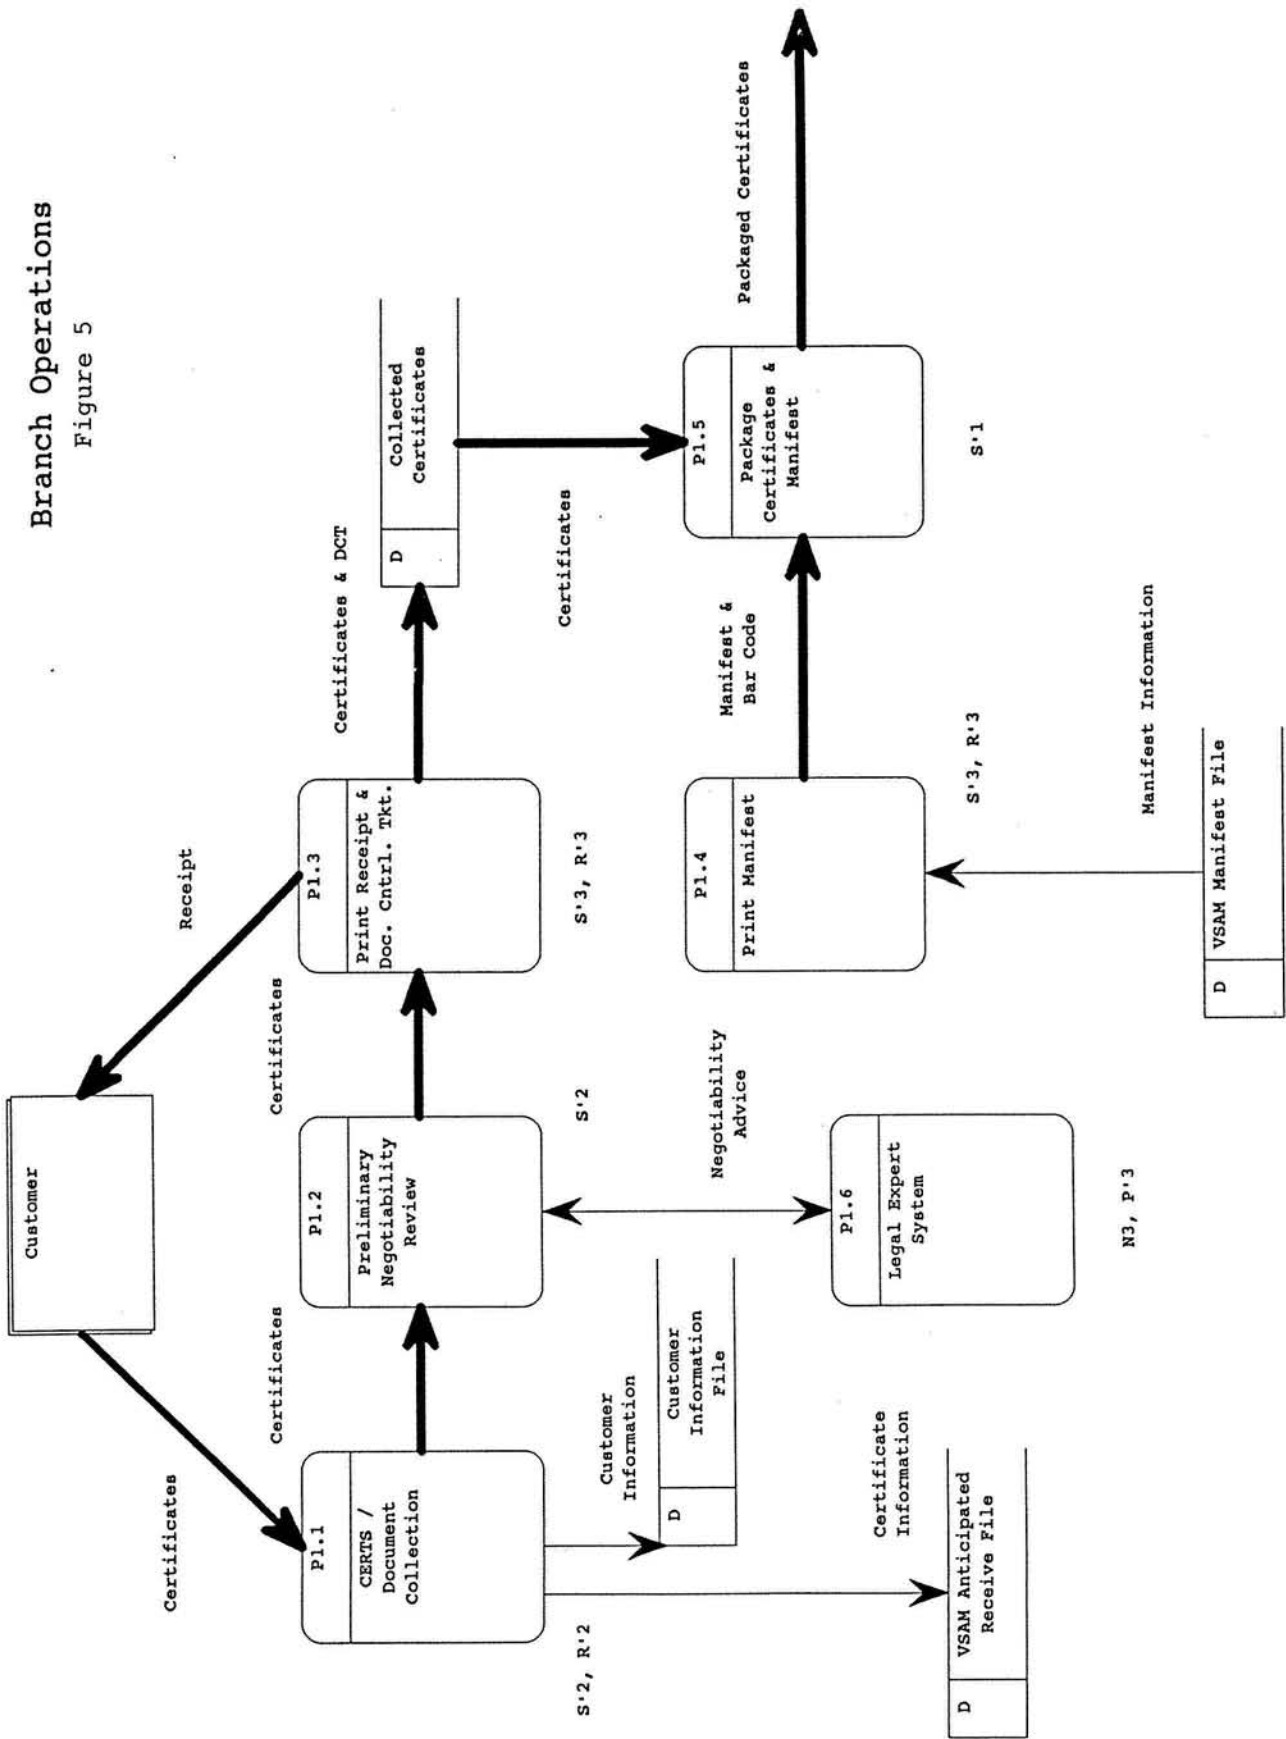 Branch Operations
Figure 5
Customer
Certificates
Receipt
P1.1
CERTS /
Document
Collection
S'2, R'2
Certificates
P1.2
Preliminary
Negotiability
Review
S'2
Certificates
P1.3
Print Receipt &
Doc. Cntrl. Tkt.
S'3, R'3
Certificates & DCT
D
Collected
Certificates
Certificates
Customer
Information
D
Customer
Information
File
Certificate
Information
D
VSAM Anticipated
Receive File
Negotiability
Advice
P1.6
Legal Expert
System
N3, P'3
P1.4
Print Manifest
S'3, R'3
Manifest Information
D
VSAM Manifest File
Manifest &
Bar Code
P1.5
Package
Certificates &
Manifest
S'1
Packaged Certificates